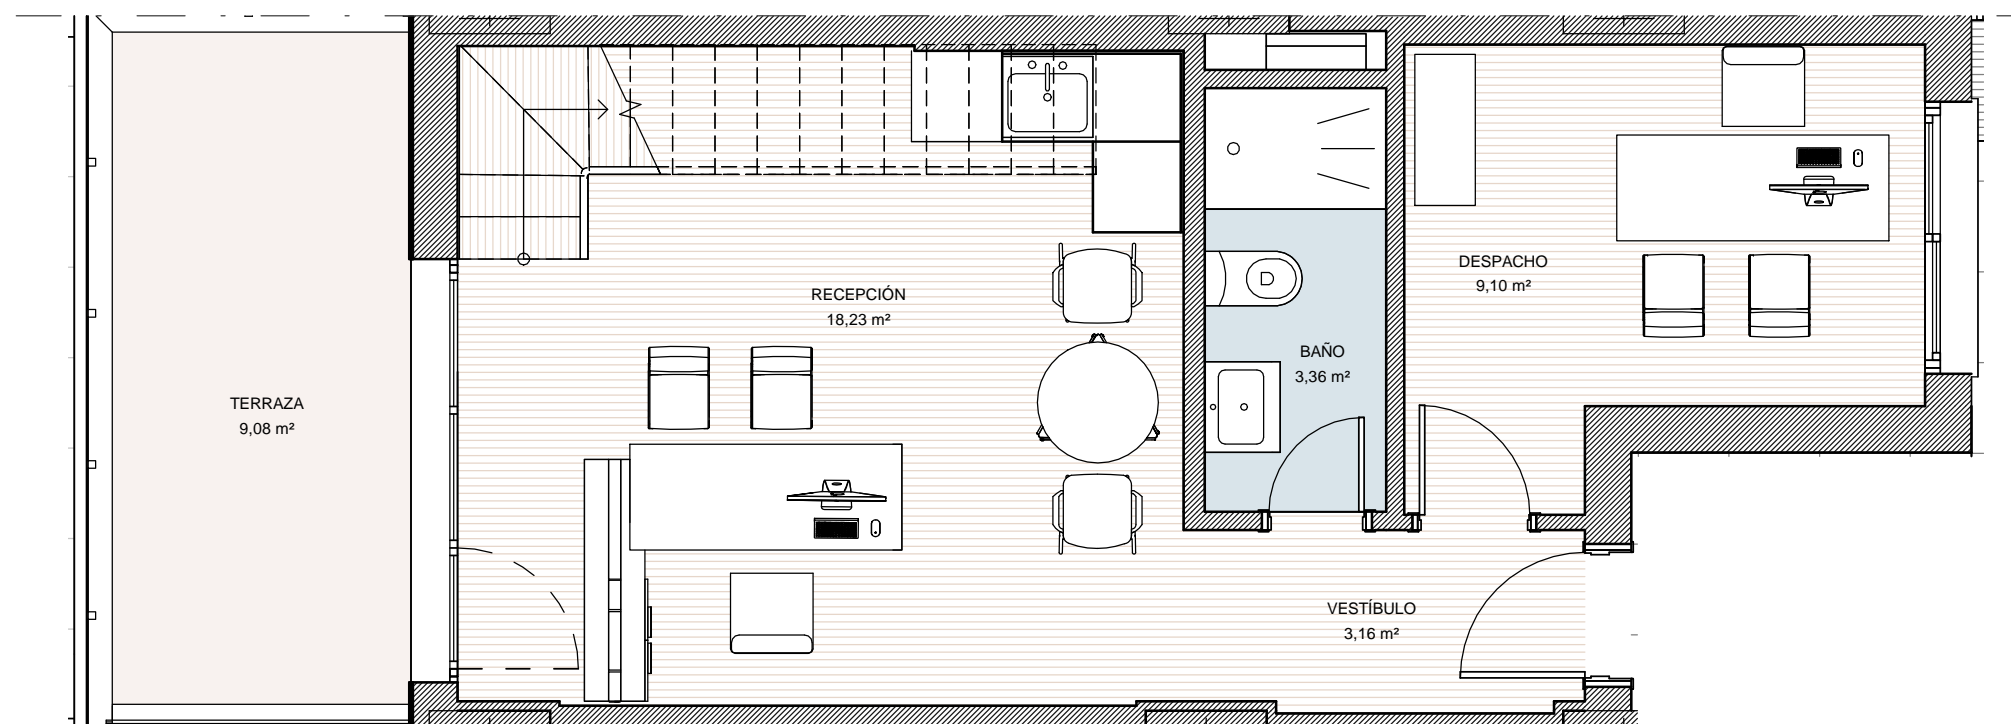 TERRAZA
9,08 m²
RECEPCIÓN
18,23 m²
BAÑO
3,36 m²
DESPACHO
9,10 m²
VESTÍBULO
3,16 m²